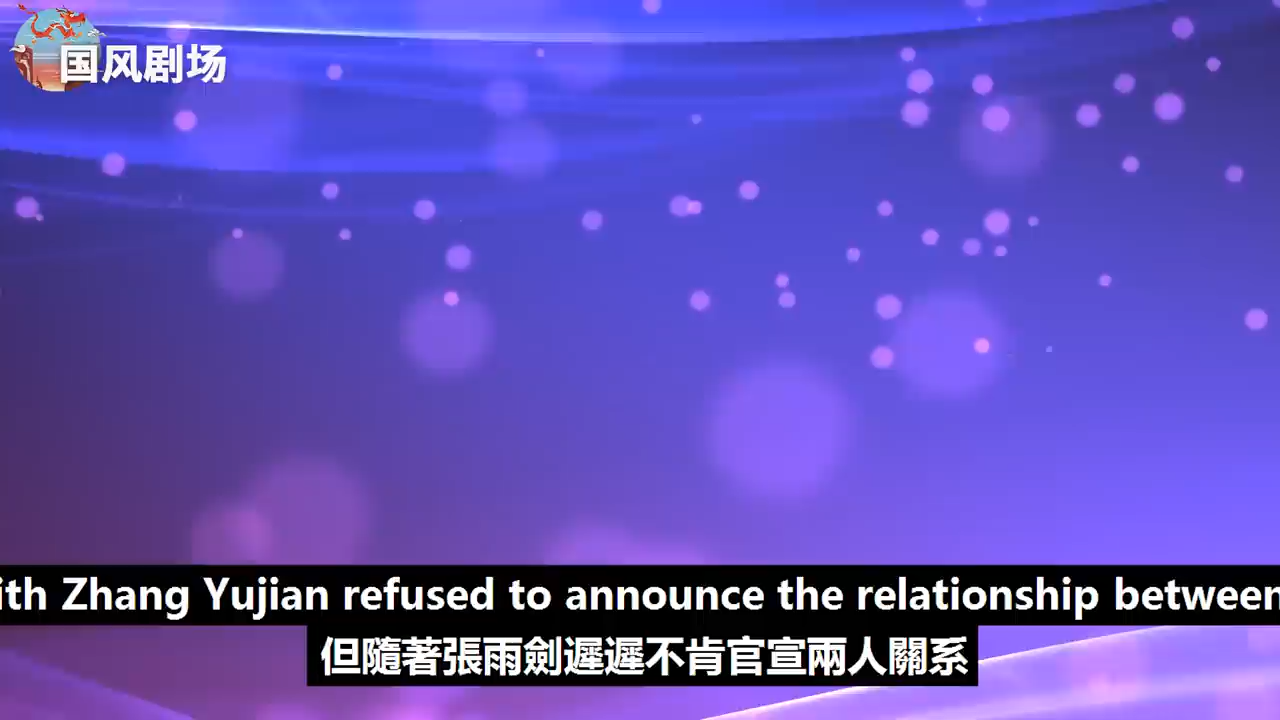 国风剧场
ith Zhang Yujian refused to announce the relationship between
但隨著張雨劍遲遲不肯官宣兩人關系